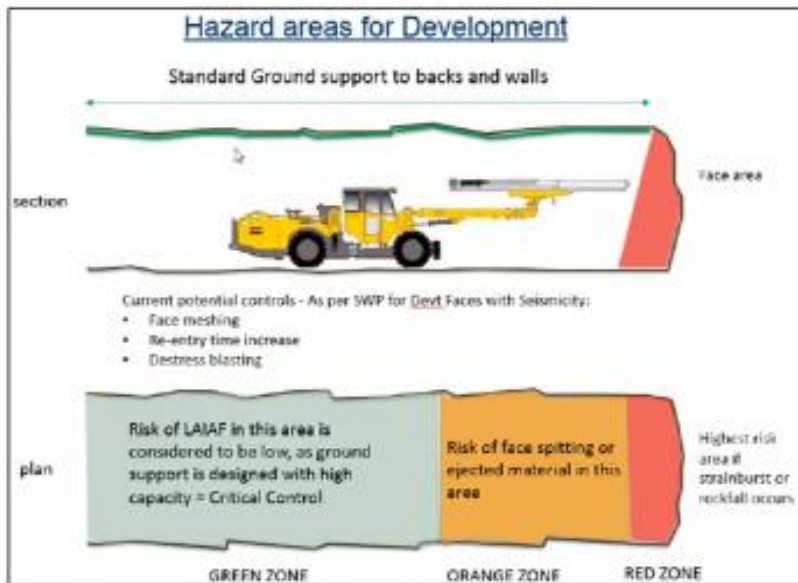 Hazard areas for Development
Standard Ground support to backs and walls
section
Face area
Current potential controls - As per SWP for Devt Faces with Seismicity:
• Face meshing
• Re-entry time increase
• Destress blasting
plan
Risk of LAIAF in this area is
considered to be low, as ground
support is designed with high
capacity = Critical Control
Risk of face spitting or
ejected material in this
area
Highest risk
area if
strainburst or
rockfall occurs
GREEN ZONE
ORANGE ZONE
RED ZONE